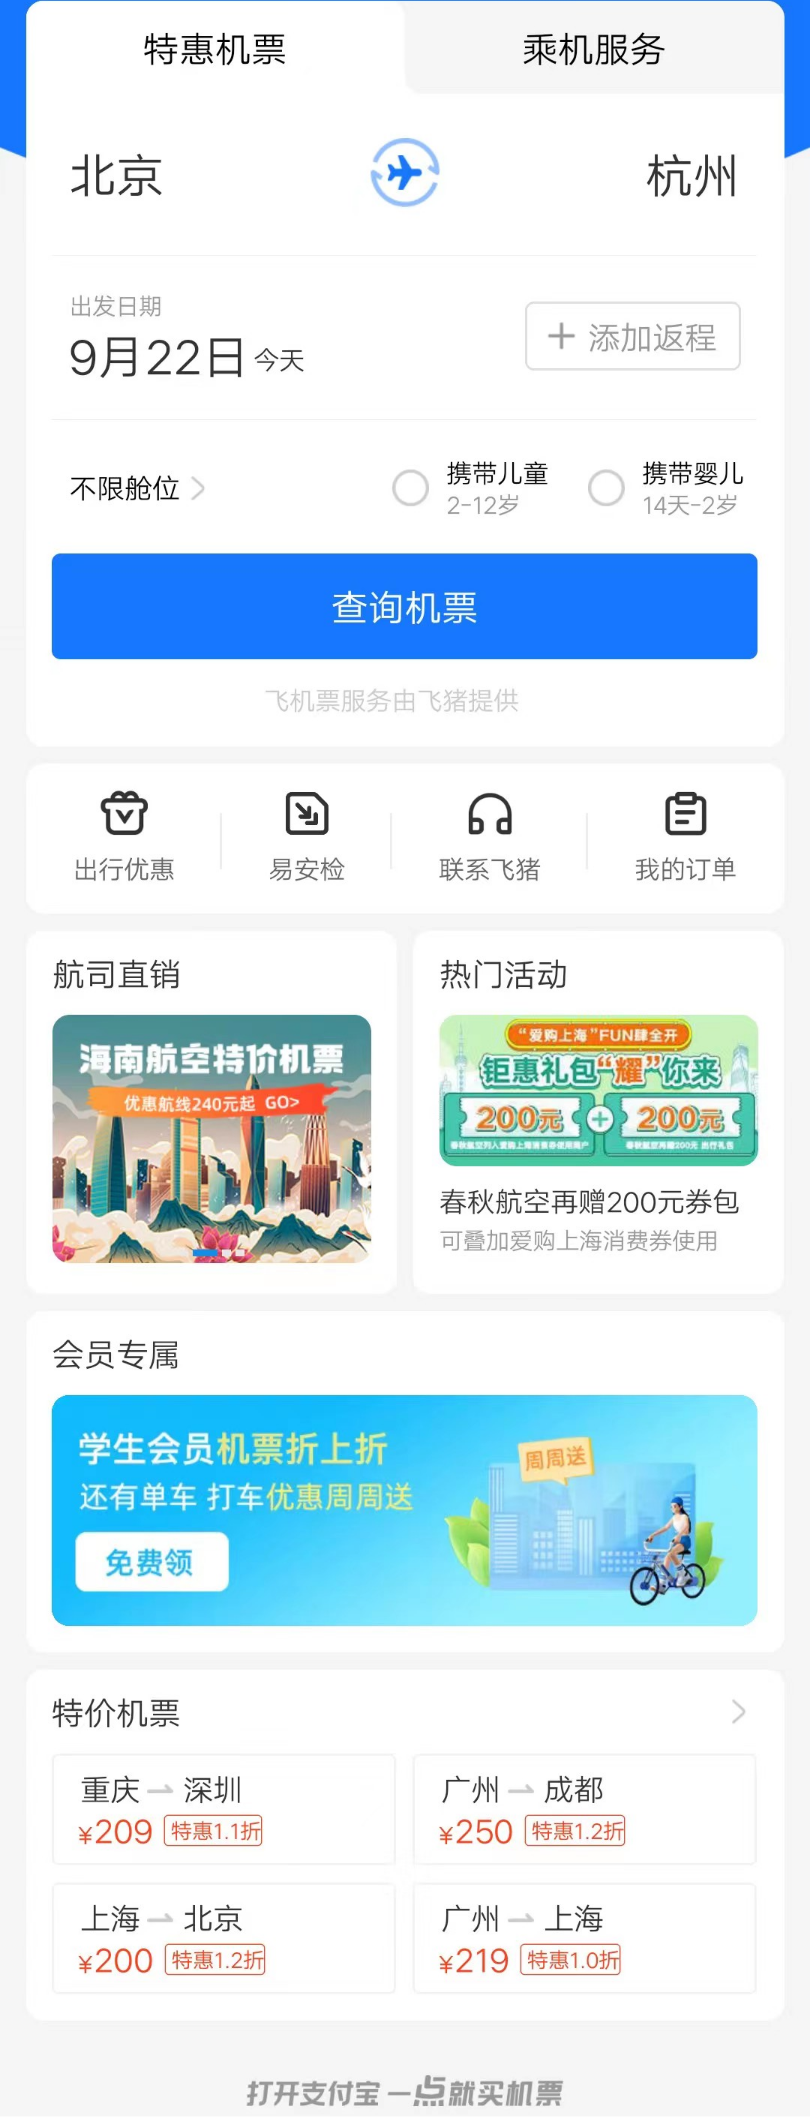 特惠机票 乘机服务
北京 杭州
出发日期
9月22日 今天
+ 添加返程
不限舱位
携带儿童 携带婴儿
2-12岁 14天-2岁
查询机票
飞机票服务由飞猪提供
出行优惠 易安检 联系飞猪 我的订单
航司直销
海南航空特价机票
优惠航线240元起 GO>
热门活动
“爱购上海”FUN肆全开
钜惠礼包“耀”你来
200元 + 200元
春秋航空再赠200元券包
可叠加爱购上海消费券使用
会员专属
学生会员机票折上折
还有单车 打车优惠周周送
免费领
周周送
特价机票
重庆 深圳
¥209 特惠1.1折
广州 成都
¥250 特惠1.2折
上海 北京
¥200 特惠1.2折
广州 上海
¥219 特惠1.0折
打开支付宝 一点就买机票